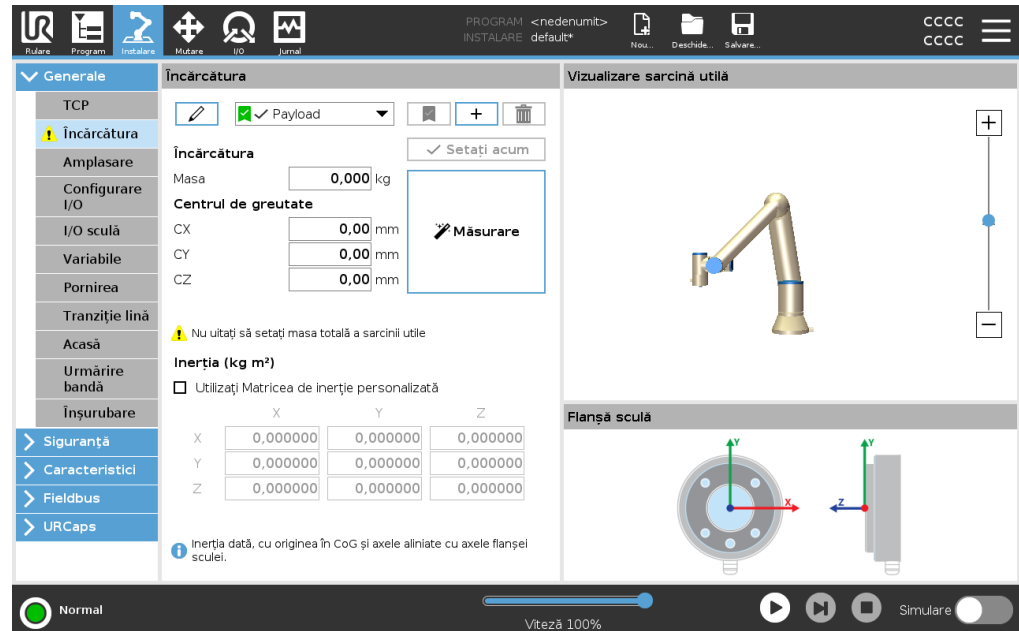 PROGRAM <nedenumit>
INSTALARE default*
CCCC
CCCC
Rulare Program Instalare Mutare I/O Jurnal Nou... Deschide... Salvare...
Generale
TCP
Încărcătura
Amplasare
Configurare
I/O
I/O sculă
Variabile
Pornirea
Tranziție lină
Acasă
Urmărire
bandă
Înșurubare
Siguranță
Caracteristici
Fieldbus
URCaps
Încărcătura
Payload
Setați acum
Încărcătura
Masa 0,000 kg
Centrul de greutate
CX 0,00 mm
CY 0,00 mm
CZ 0,00 mm
Măsurare
Nu uitați să setați masa totală a sarcinii utile
Inerția (kg m²)
Utilizați Matricea de inerție personalizată
X Y Z
X 0,000000 0,000000 0,000000
Y 0,000000 0,000000 0,000000
Z 0,000000 0,000000 0,000000
Inerția dată, cu originea în CoG și axele aliniate cu axele flanșei
sculei.
Vizualizare sarcină utilă
Flanșă sculă
Y Y
X Z
Normal
Viteză 100%
Simulare